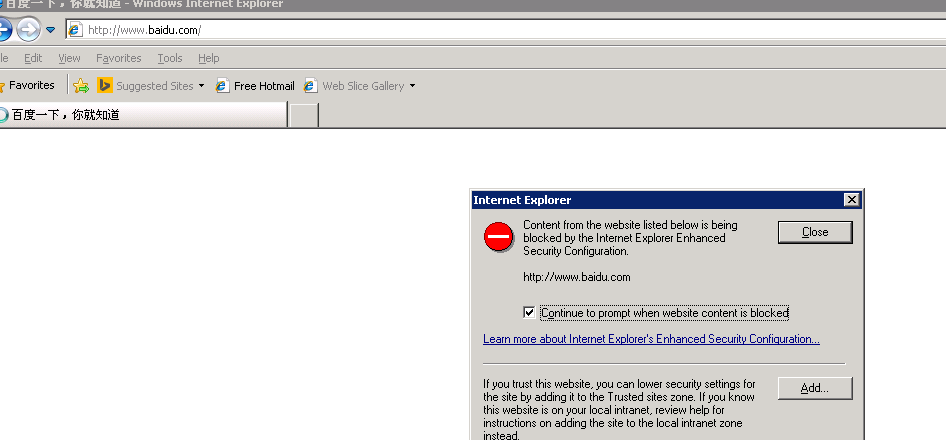 百度一下，你就知道 - Windows Internet Explorer
http://www.baidu.com/
le Edit View Favorites Tools Help
Favorites Suggested Sites Free Hotmail Web Slice Gallery
百度一下，你就知道
Internet Explorer
Content from the website listed below is being
blocked by the Internet Explorer Enhanced
Security Configuration.
Close
http://www.baidu.com
Continue to prompt when website content is blocked
Learn more about Internet Explorer's Enhanced Security Configuration...
If you trust this website, you can lower security settings for
the site by adding it to the Trusted sites zone. If you know
this website is on your local intranet, review help for
instructions on adding the site to the local intranet zone
instead.
Add...